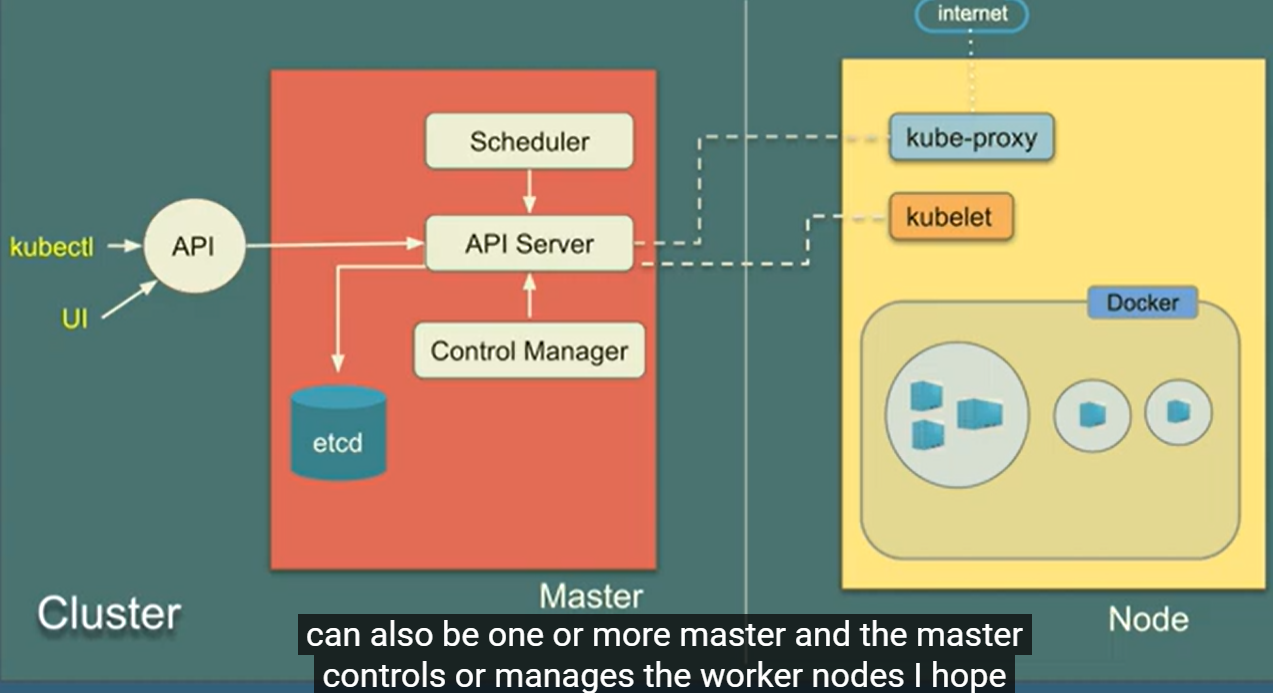 internet
Scheduler
kube-proxy
kubelet
kubectl
API
API Server
UI
Docker
Control Manager
etcd
Master
Cluster
Node
can also be one or more master and the master
controls or manages the worker nodes I hope